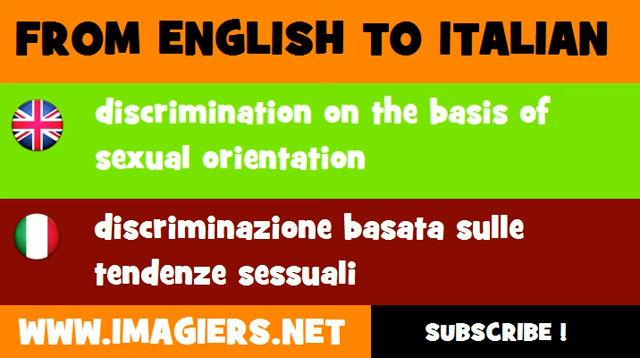 FROM ENGLISH TO ITALIAN
discrimination on the basis of
sexual orientation
discriminazione basata sulle
tendenze sessuali
WWW.IMAGIERS.NET
SUBSCRIBE !